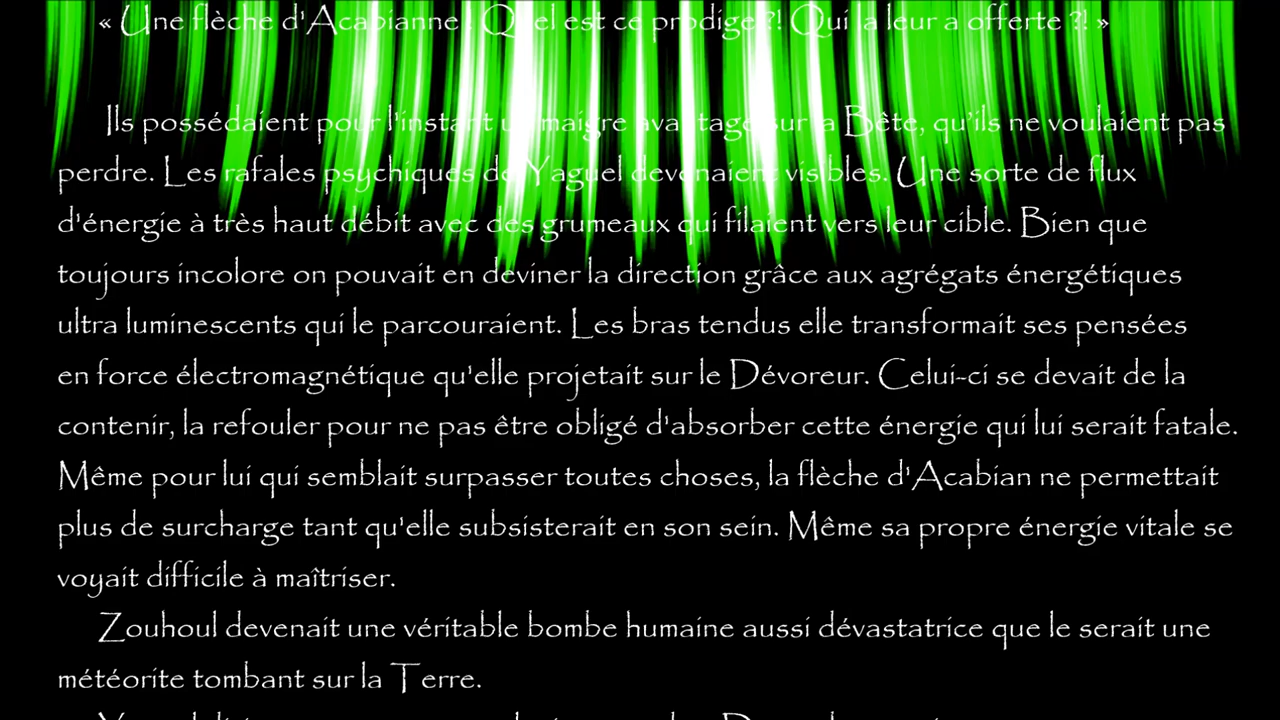 « Une flèche d'Acabianne ! Quel est ce prodige ?! Qui la leur a offerte ?! »
Ils possédaient pour l'instant un maigre avantage sur la Bête, qu'ils ne voulaient pas
perdre. Les rafales psychiques de Yaguel devenaient visibles. Une sorte de flux
d'énergie à très haut débit avec des grumeaux qui filaient vers leur cible. Bien que
toujours incolore on pouvait en deviner la direction grâce aux agrégats énergétiques
ultra luminescents qui le parcouraient. Les bras tendus elle transformait ses pensées
en force électromagnétique qu'elle projetait sur le Dévoreur. Celui-ci se devait de la
contenir, la refouler pour ne pas être obligé d'absorber cette énergie qui lui serait fatale.
Même pour lui qui semblait surpasser toutes choses, la flèche d'Acabian ne permettait
plus de surcharge tant qu'elle subsisterait en son sein. Même sa propre énergie vitale se
voyait difficile à maîtriser.
Zouhoul devenait une véritable bombe humaine aussi dévastatrice que le serait une
météorite tombant sur la Terre.